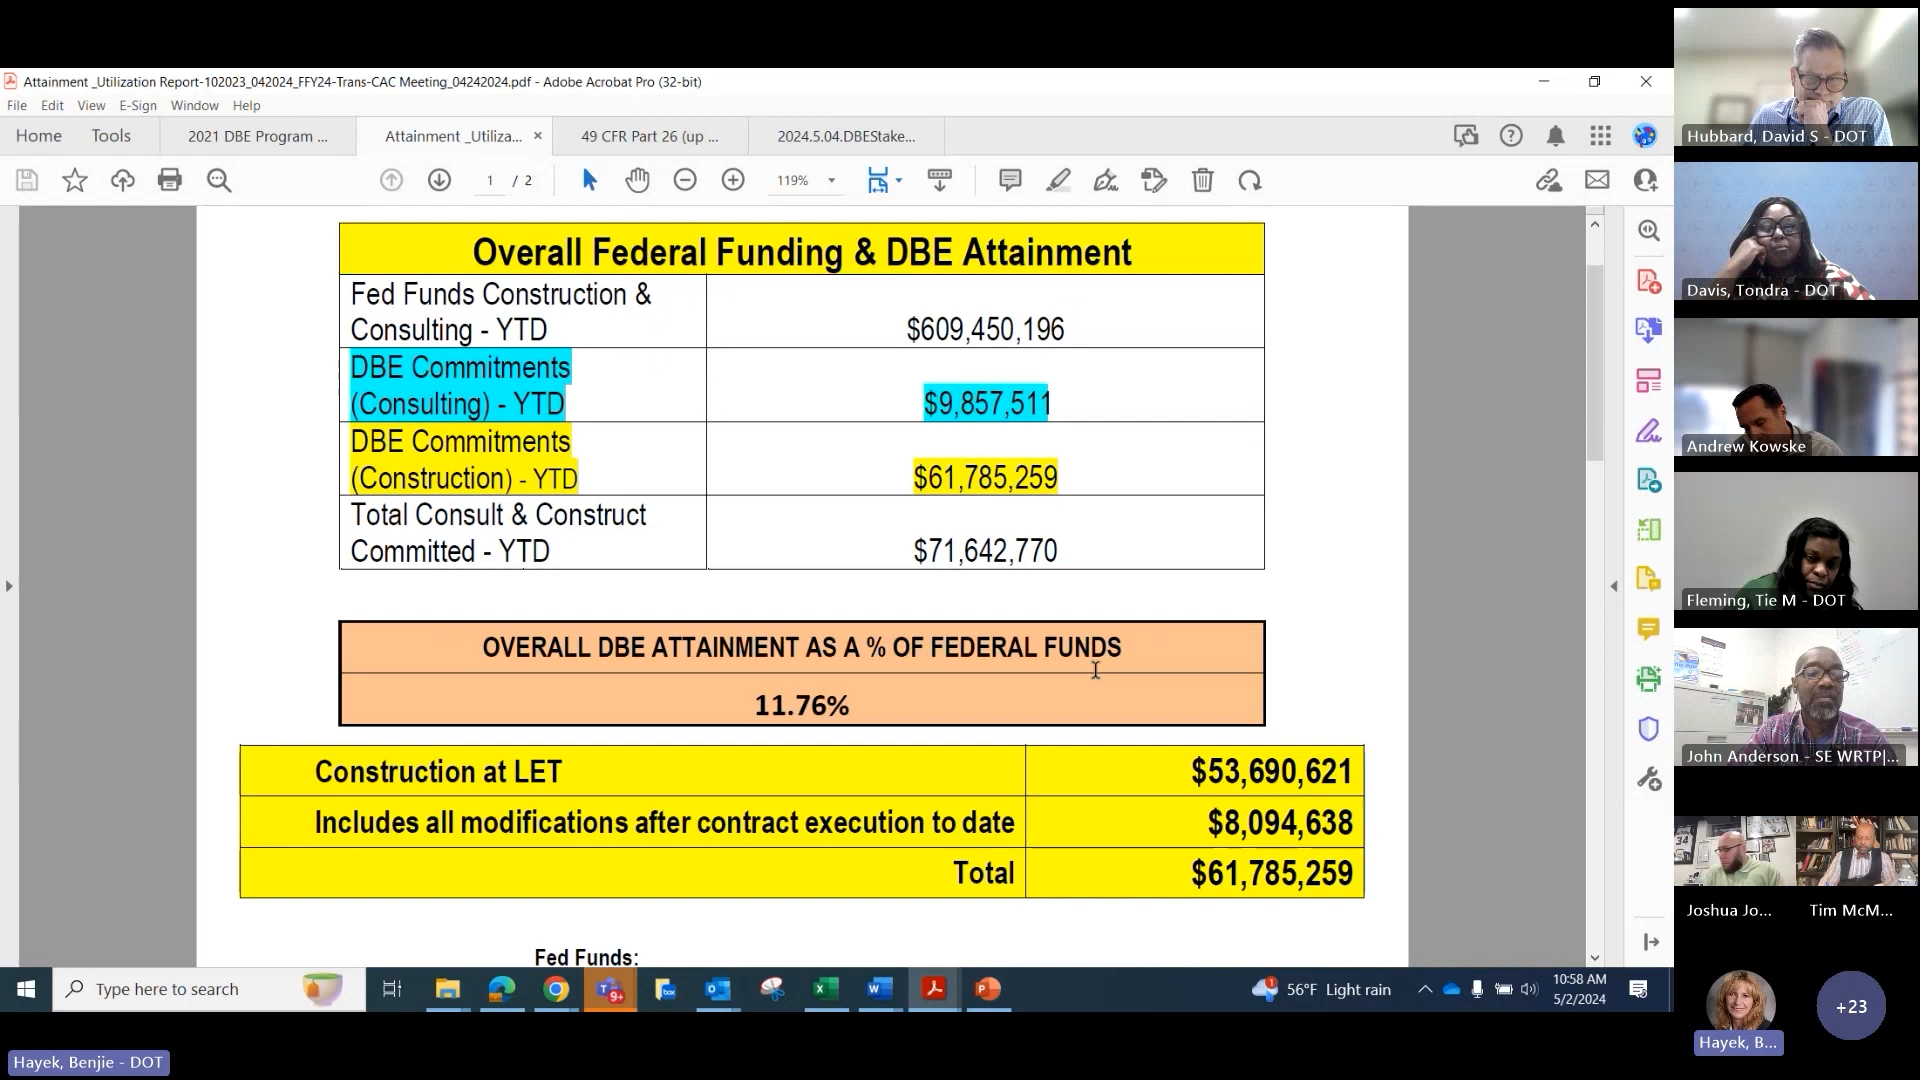 Attainment _Utilization Report-102023_042024_FFY24-Trans-CAC Meeting_04242024.pdf - Adobe Acrobat Pro (32-bit)
File Edit View E-Sign Window Help
Home Tools 2021 DBE Program ... Attainment _Utiliza... × 49 CFR Part 26 (up ... 2024.5.04.DBEStake...
1 / 2 119%
Overall Federal Funding & DBE Attainment
Fed Funds Construction &
Consulting - YTD $609,450,196
DBE Commitments
(Consulting) - YTD $9,857,511
DBE Commitments
(Construction) - YTD $61,785,259
Total Consult & Construct
Committed - YTD $71,642,770
OVERALL DBE ATTAINMENT AS A % OF FEDERAL FUNDS
11.76%
Construction at LET $53,690,621
Includes all modifications after contract execution to date $8,094,638
Total $61,785,259
Fed Funds:
Type here to search
9+
56°F Light rain
10:58 AM
5/2/2024
Hayek, Benjie - DOT
Hubbard, David S - DOT
Davis, Tondra - DOT
Andrew Kowske
Fleming, Tie M - DOT
John Anderson - SE WRTP|...
Joshua Jo... Tim McM...
Hayek, B...
+23